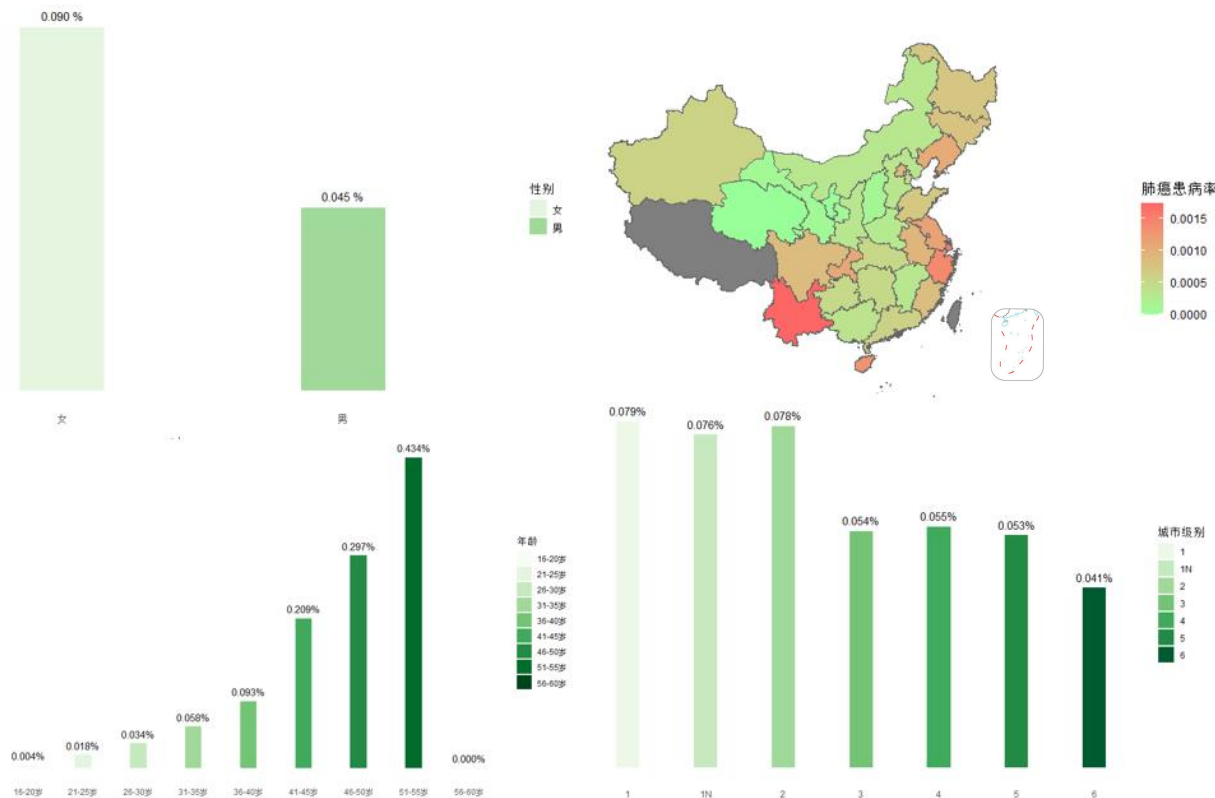 0.090 %
0.045 %
性别
女
男
女
男
肺癌患病率
0.0015
0.0010
0.0005
0.0000
0.004%
0.018%
0.034%
0.058%
0.093%
0.209%
0.297%
0.434%
0.000%
16-20岁
21-25岁
26-30岁
31-35岁
36-40岁
41-45岁
46-50岁
51-55岁
56-60岁
年龄
16-20岁
21-25岁
26-30岁
31-35岁
36-40岁
41-45岁
46-50岁
51-55岁
56-60岁
0.079%
0.076%
0.078%
0.054%
0.055%
0.053%
0.041%
1
1N
2
3
4
5
6
城市级别
1
1N
2
3
4
5
6